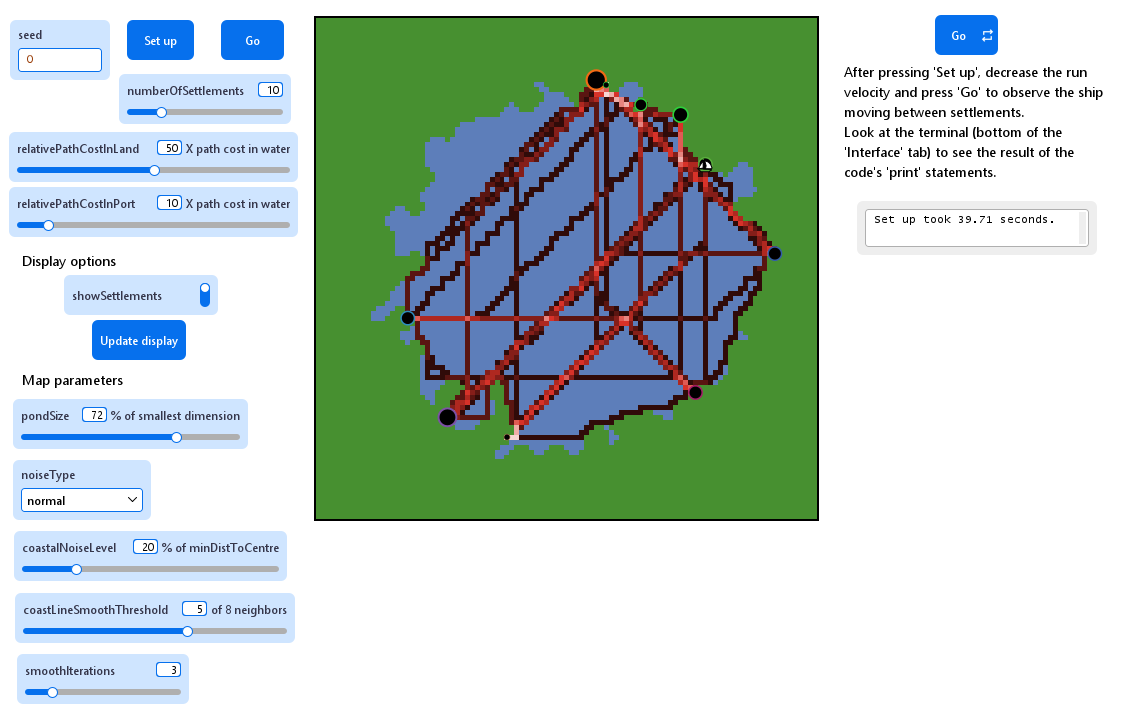 seed
0
Set up
Go
numberOfSettlements 10
relativePathCostInLand 50 X path cost in water
relativePathCostInPort 10 X path cost in water
Display options
showSettlements
Update display
Map parameters
pondSize 72 % of smallest dimension
noiseType
normal
coastalNoiseLevel 20 % of minDistToCentre
coastLineSmoothThreshold 5 of 8 neighbors
smoothIterations 3
Go
After pressing 'Set up', decrease the run
velocity and press 'Go' to observe the ship
moving between settlements.
Look at the terminal (bottom of the
'Interface' tab) to see the result of the
code's 'print' statements.
Set up took 39.71 seconds.